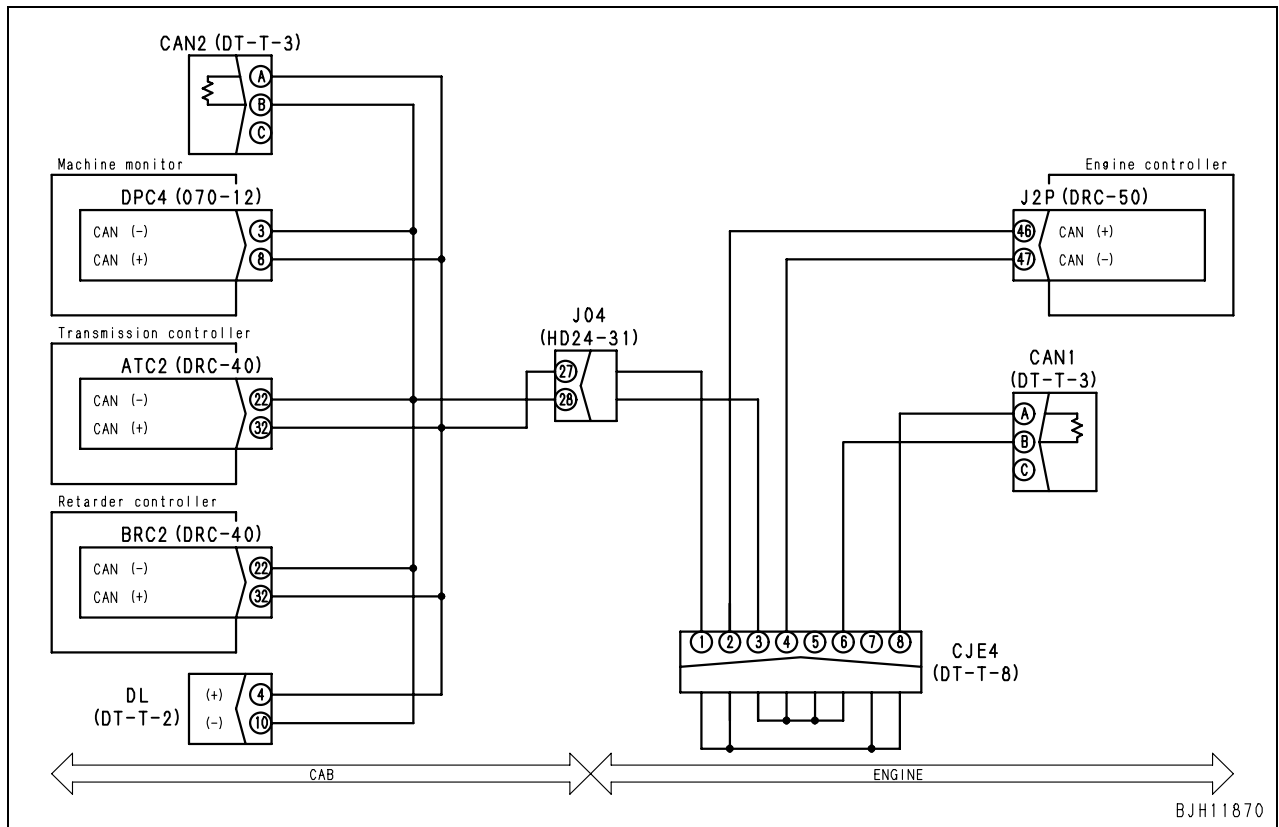 CAN2 (DT-T-3)
A
B
C
Machine monitor
DPC4 (070-12)
CAN (-)
3
CAN (+)
8
Transmission controller
ATC2 (DRC-40)
CAN (-)
22
CAN (+)
32
Retarder controller
BRC2 (DRC-40)
CAN (-)
22
CAN (+)
32
DL
(DT-T-2)
(+)
4
(-)
10
J04
(HD24-31)
27
28
Engine controller
J2P (DRC-50)
46
CAN (+)
47
CAN (-)
CAN1
(DT-T-3)
A
B
C
1 2 3 4 5 6 7 8
CJE4
(DT-T-8)
CAB
ENGINE
BJH11870